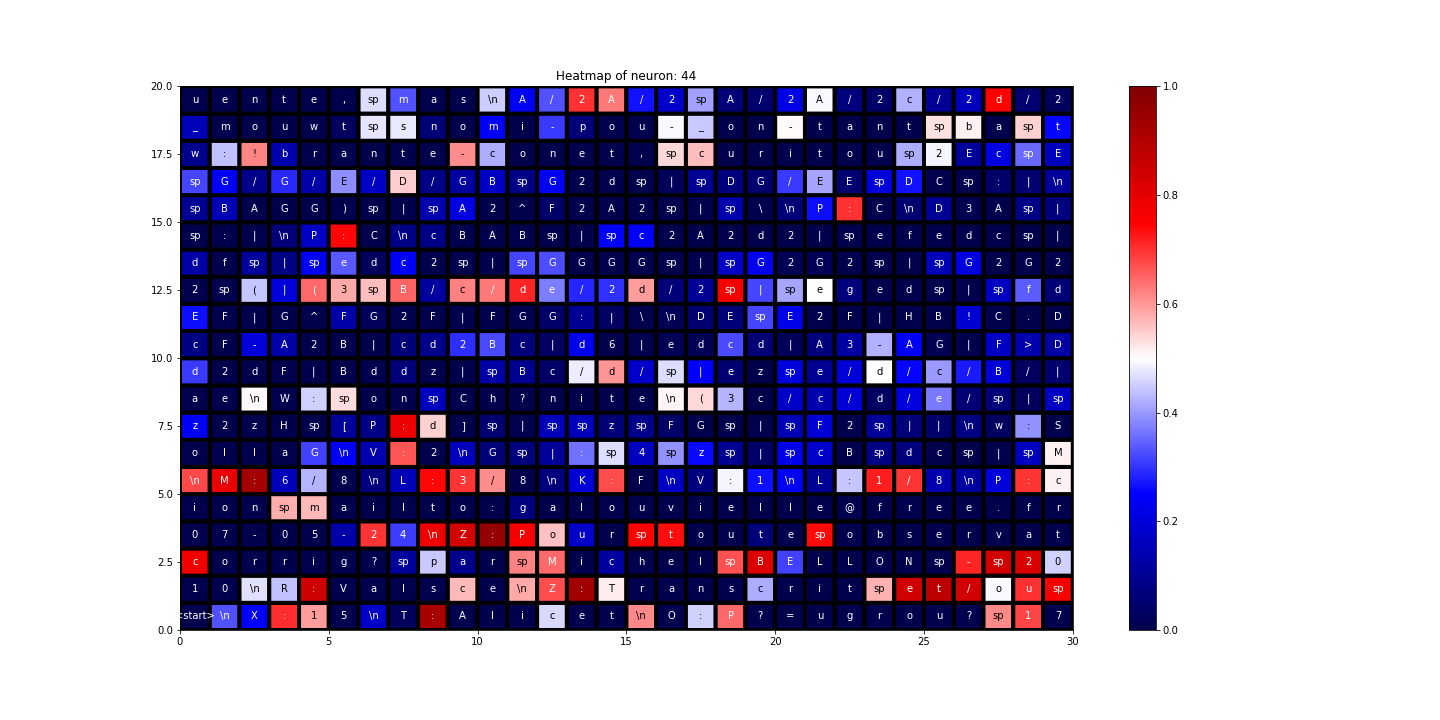 Heatmap of neuron: 44
20.0 u e n t e , sp m a s \n A / 2 A / 2 sp A / 2 A / 2 c / 2 d / 2 1.0
_ m o u w t sp s n o m i - p o u - _ o n - t a n t sp b a sp t
17.5 w : ! b r a n t e - c o n e t , sp c u r i t o u sp 2 E c sp E
sp G / G / E / D / G B sp G 2 d sp | sp D G / E E sp D C sp : | \n
15.0 sp B A G G ) sp | sp A 2 ^ F 2 A 2 sp | sp \ \n P : C \n D 3 A sp | 0.8
sp : | \n P : C \n c B A B sp | sp c 2 A 2 d 2 | sp e f e d c sp |
d f sp | sp e d c 2 sp | sp G G G G sp | sp G 2 G 2 sp | sp G 2 G 2
12.5 2 sp ( | ( 3 sp B / c / d e / 2 d / 2 sp | sp e g e d sp | sp f d 0.6
E F | G ^ F G 2 F | F G G : | \ \n D E sp E 2 F | H B ! C . D
10.0 c F - A 2 B | c d 2 B c | d 6 | e d c d | A 3 - A G | F > D 0.4
d 2 d F | B d d z | sp B c / d / sp | e z sp e / d / c / B / |
a e \n W : sp o n sp C h ? n i t e \n ( 3 c / c / d / e / sp | sp
7.5 z 2 z H sp [ P : d ] sp | sp sp z sp F G sp | sp F 2 sp | | \n w : S
o l l a G \n V : 2 \n G sp | : sp 4 sp z sp | sp c B sp d c sp | sp M
5.0 \n M : 6 / 8 \n L : 3 / 8 \n K : F \n V : 1 \n L : 1 / 8 \n P : c
i o n sp m a i l t o : g a l o u v i e l l e @ f r e e . f r 0.2
0 7 - 0 5 - 2 4 \n Z : P o u r sp t o u t e sp o b s e r v a t
2.5 c o r r i g ? sp p a r sp M i c h e l sp B E L L O N sp - sp 2 0
1 0 \n R : V a l s c e \n Z : T r a n s c r i t sp e t / o u sp
0.0 <start> \n X : 1 5 \n T : A l i c e t \n O : P ? = u g r o u ? sp 1 7 0.0
0 5 10 15 20 25 30